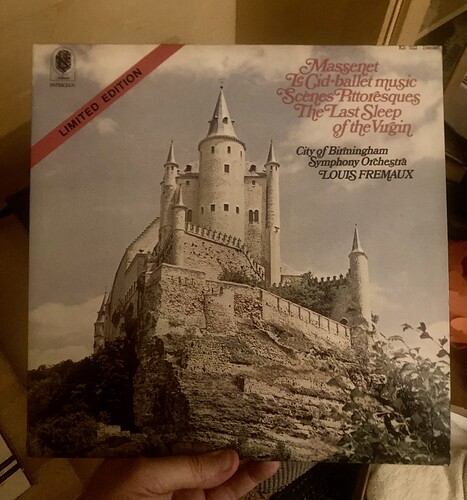 LIMITED EDITION
Massenet
Le Cid-ballet music
Scènes Pittoresques
The Last Sleep
of the Virgin
City of Birmingham
Symphony Orchestra
LOUIS FREMAUX